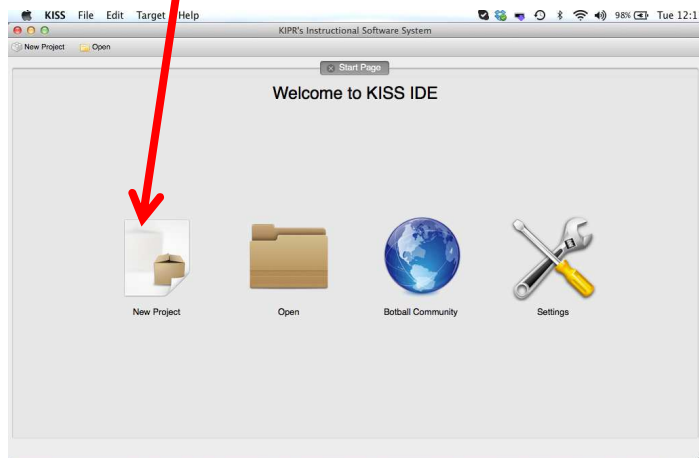 KISS File Edit Target Help 98% Tue 12:1
KIPR's Instructional Software System
New Project Open
Start Page
Welcome to KISS IDE
New Project Open Botball Community Settings